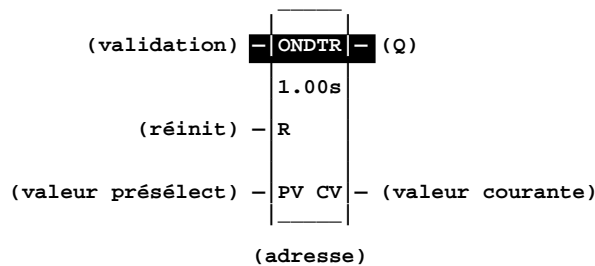 (validation) ONDTR (Q)
1.00s
(réinit) R
(valeur présélect) PV CV (valeur courante)
(adresse)